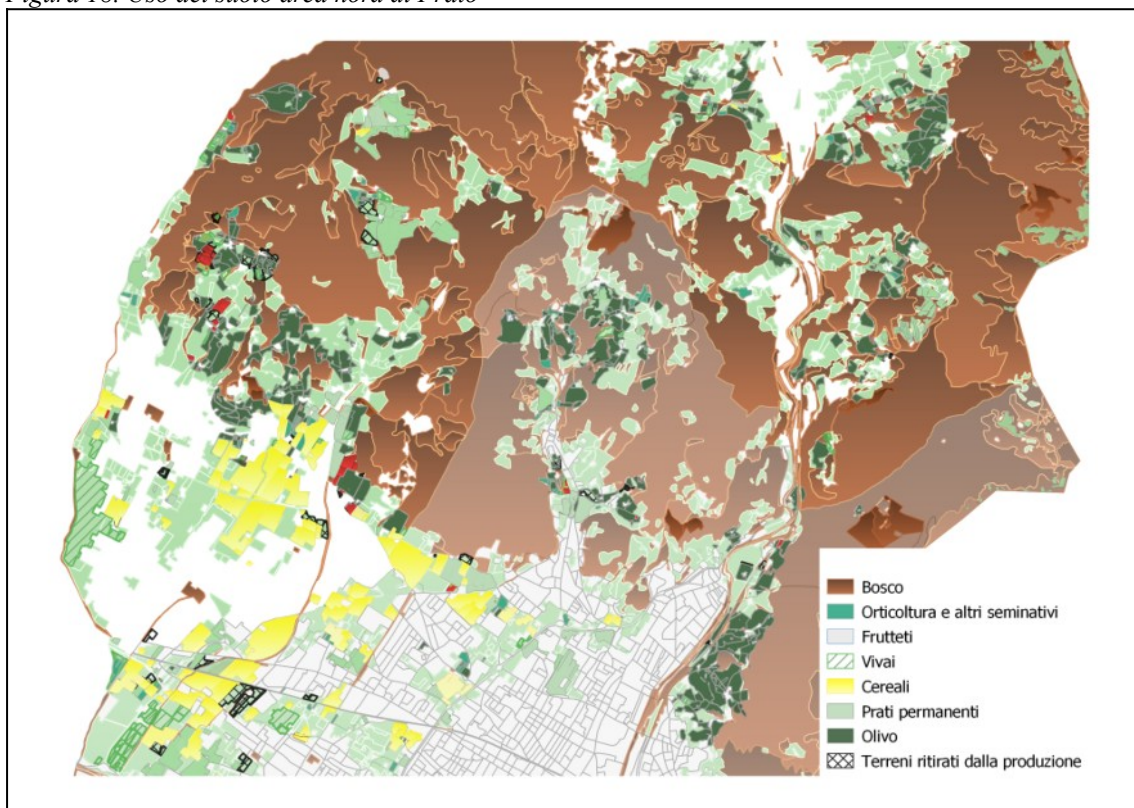 Figura 18. Uso del suolo area nord di Prato
Bosco
Orticoltura e altri seminativi
Frutteti
Vivai
Cereali
Prati permanenti
Olivo
Terreni ritirati dalla produzione